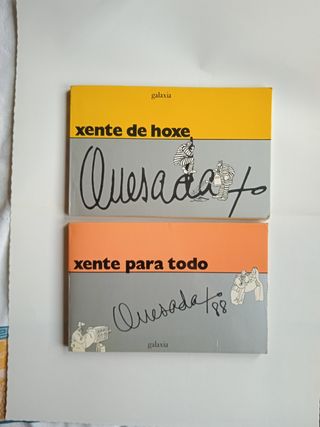 galaxia
xente de hoxe
Quesada
xente para todo
Quesada
88
galaxia